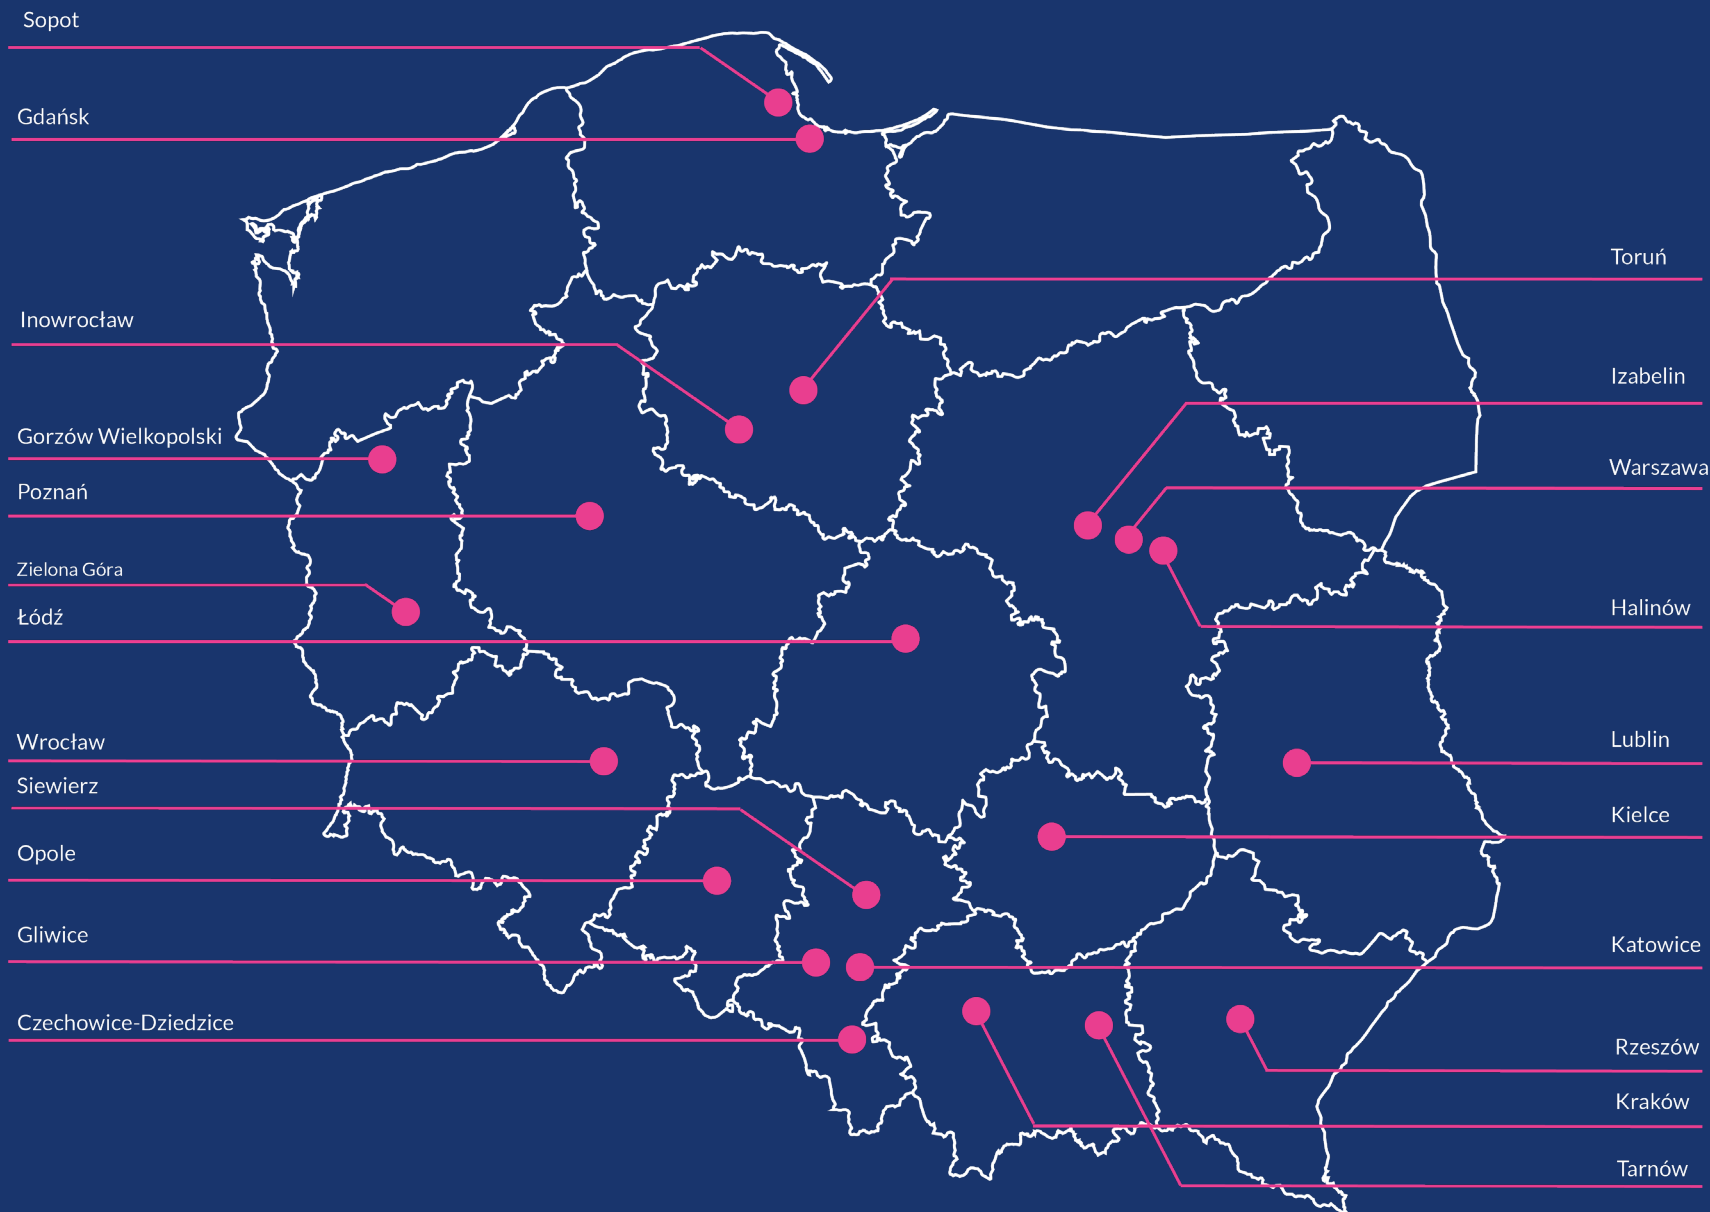 Sopot
Gdańsk
Toruń
Inowrocław
Izabelin
Gorzów Wielkopolski
Warszawa
Poznań
Zielona Góra
Halinów
Łódź
Lublin
Wrocław
Siewierz
Kielce
Opole
Gliwice
Katowice
Czechowice-Dziedzice
Rzeszów
Kraków
Tarnów